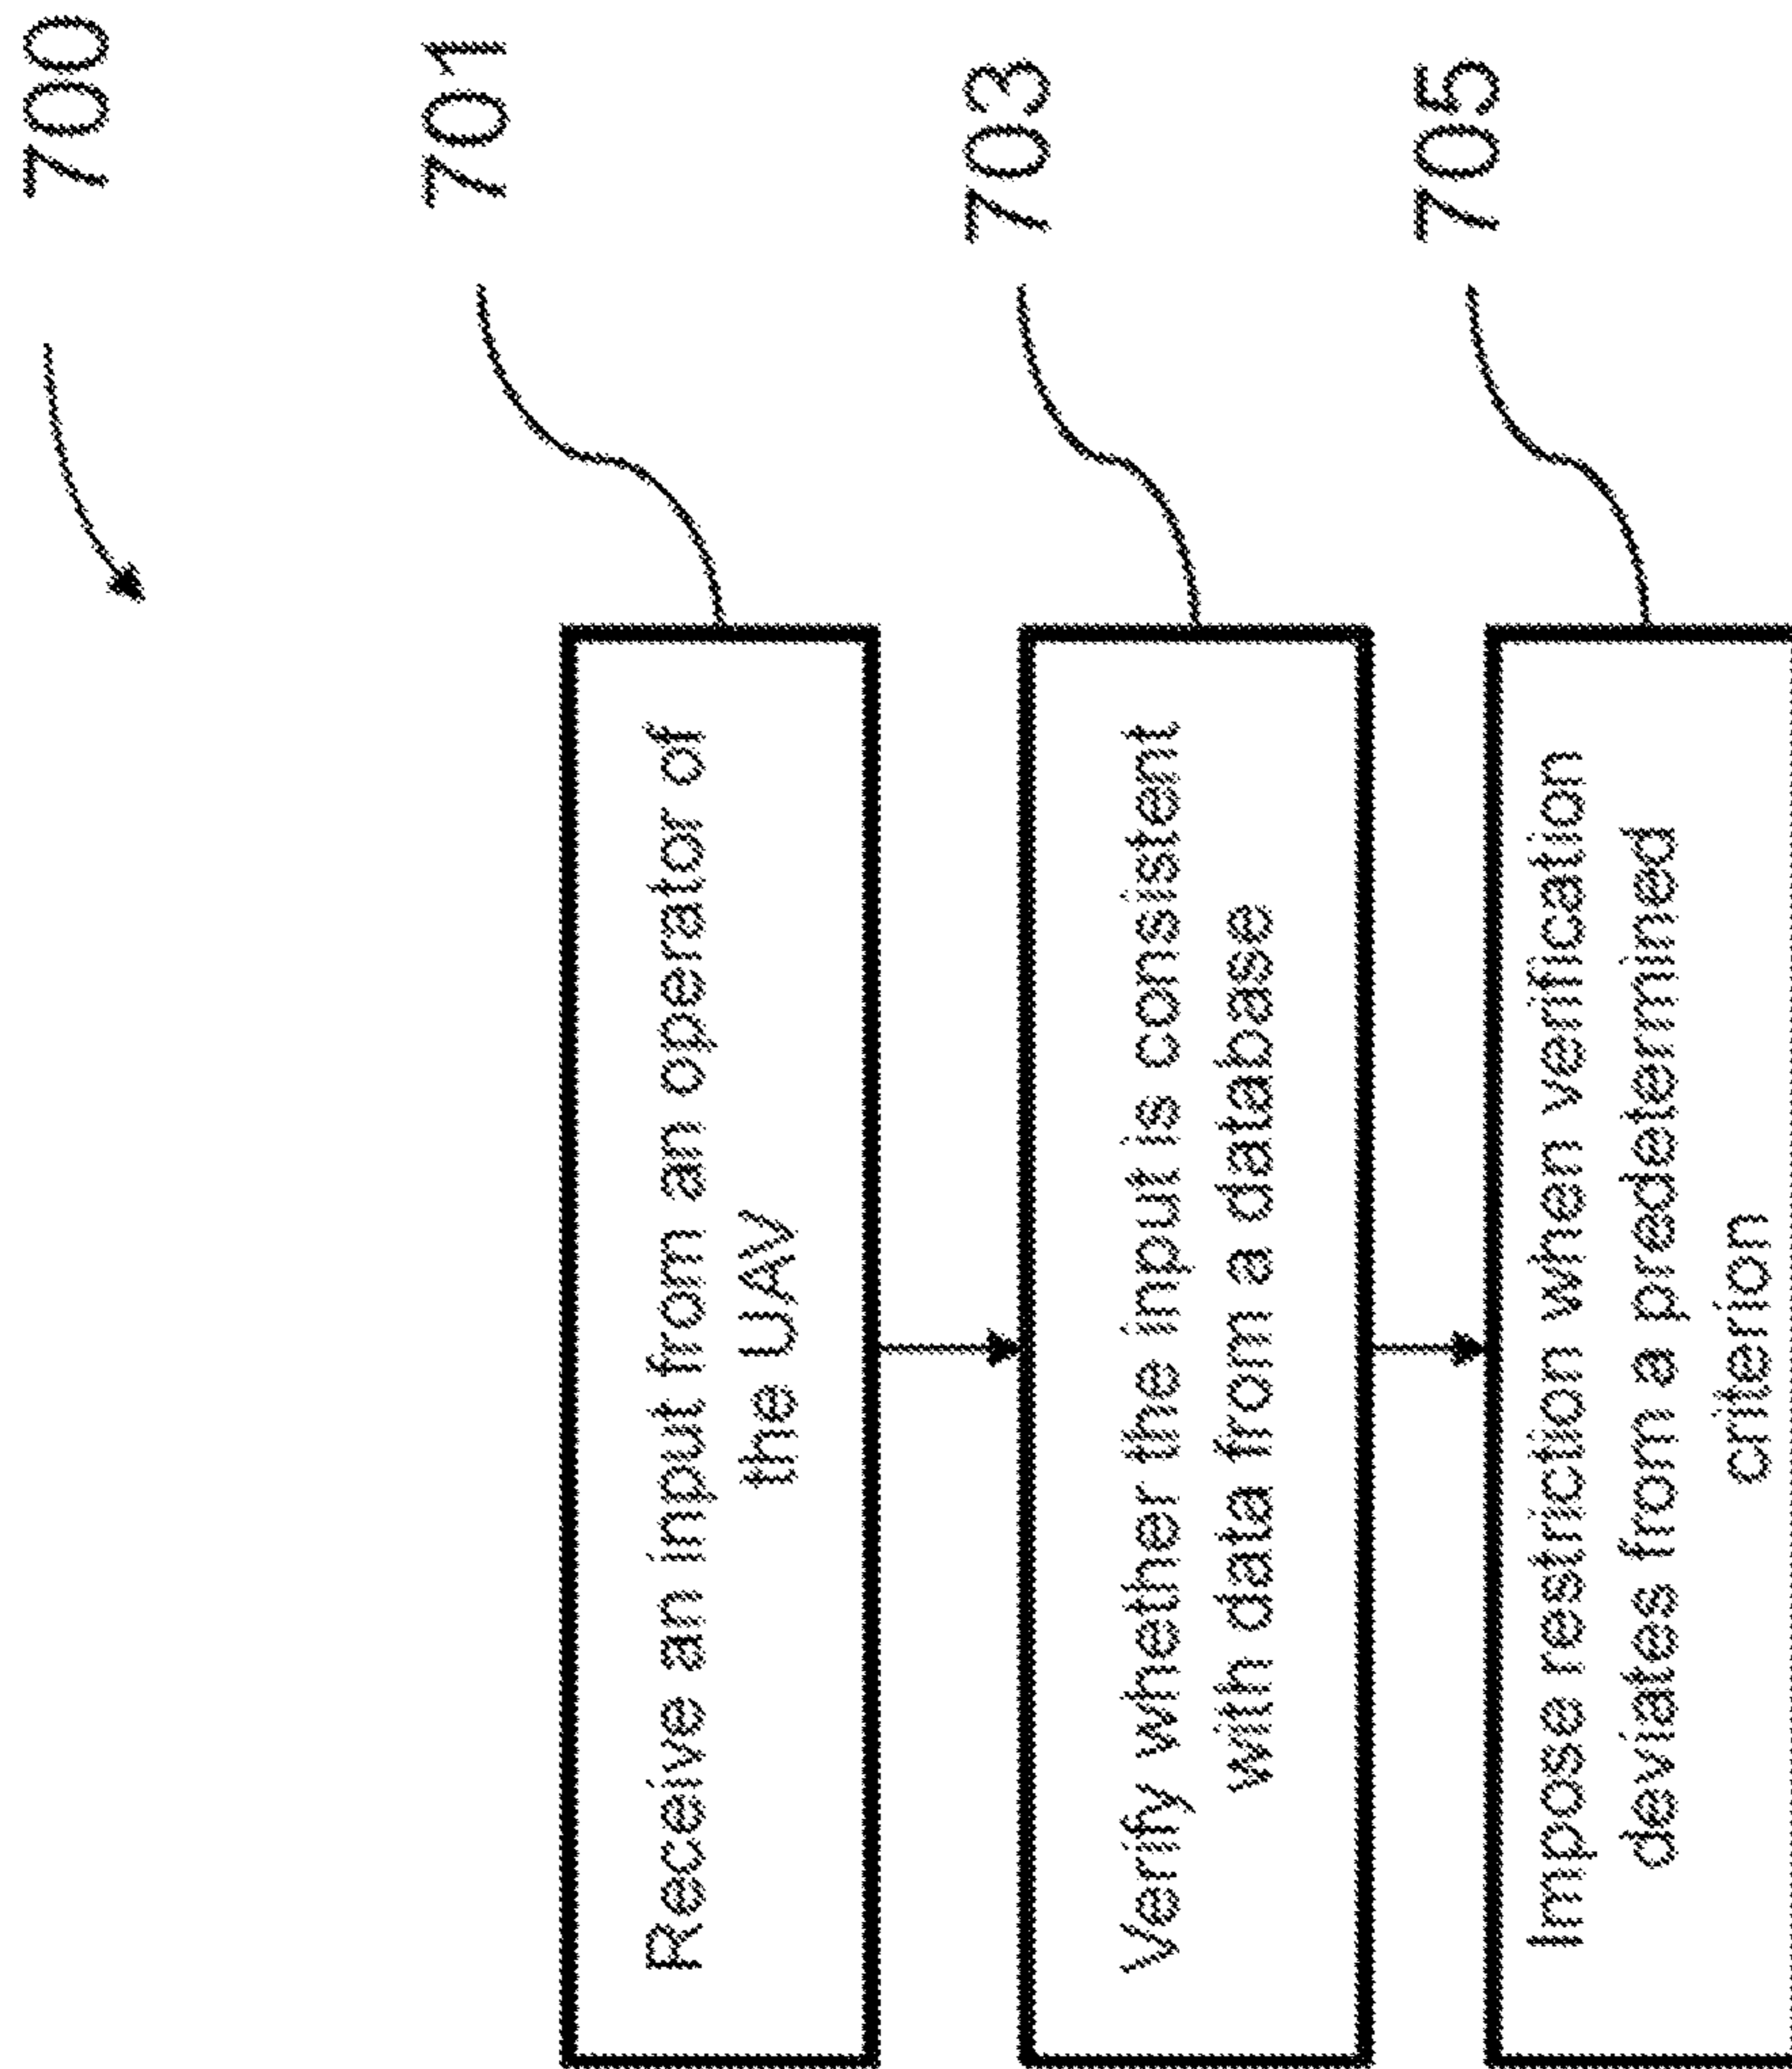 700
701
Receive an input from an operator of
the UAV
703
Verify whether the input is consistent
with data from a database
705
Impose restriction when verification
deviates from a predetermined
criterion